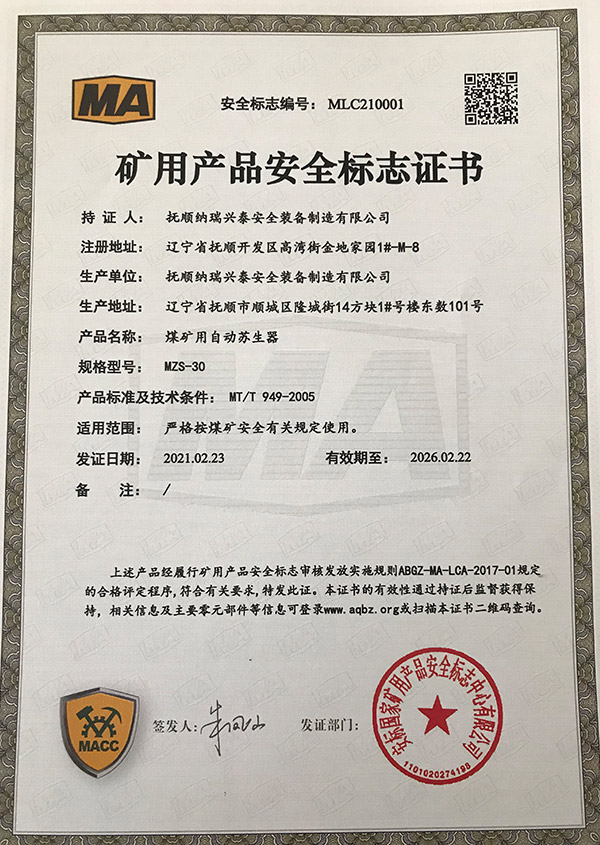 MA
安全标志编号: MLC210001
矿用产品安全标志证书
持 证 人: 抚顺纳瑞兴泰安全装备制造有限公司
注册地址: 辽宁省抚顺开发区高湾街金地家园1#-M-8
生产单位: 抚顺纳瑞兴泰安全装备制造有限公司
生产地址: 辽宁省抚顺市顺城区隆城街14方块1#号楼东数101号
产品名称: 煤矿用自动苏生器
规格型号: MZS-30
产品标准及技术条件: MT/T 949-2005
适用范围: 严格按煤矿安全有关规定使用。
发证日期: 2021.02.23 有效期至: 2026.02.22
备 注: /
上述产品经履行矿用产品安全标志审核发放实施规则ABGZ-MA-LCA-2017-01规定
的合格评定程序,符合有关要求,特发此证。本证书的有效性通过持证后监督获得保
持, 相关信息及主要零元部件等信息可登录www.aqbz.org或扫描本证书二维码查询。
MACC
签发人:
发证部门:
安标国家矿用产品安全标志中心有限公司
1101020274198